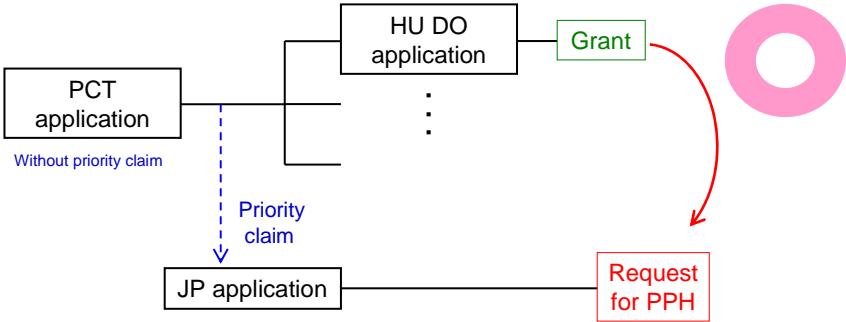 HU DO
application
Grant
PCT
application
Without priority claim
Priority
claim
JP application
Request
for PPH